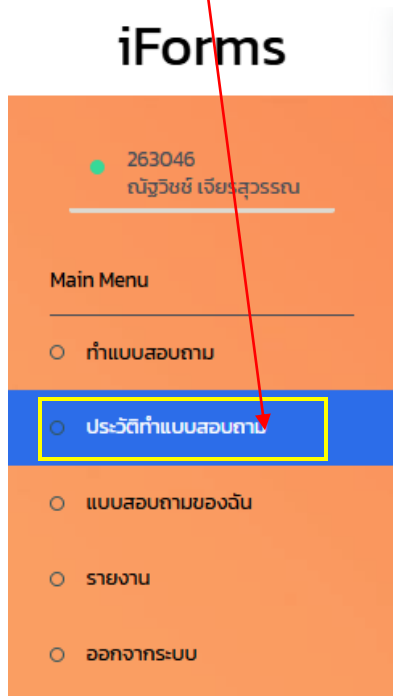 iForms
263046
ณัฐวิชช์ เจียรสุวรรณ
Main Menu
ทำแบบสอบถาม
ประวัติทำแบบสอบถาม
แบบสอบถามของฉัน
รายงาน
ออกจากระบบ